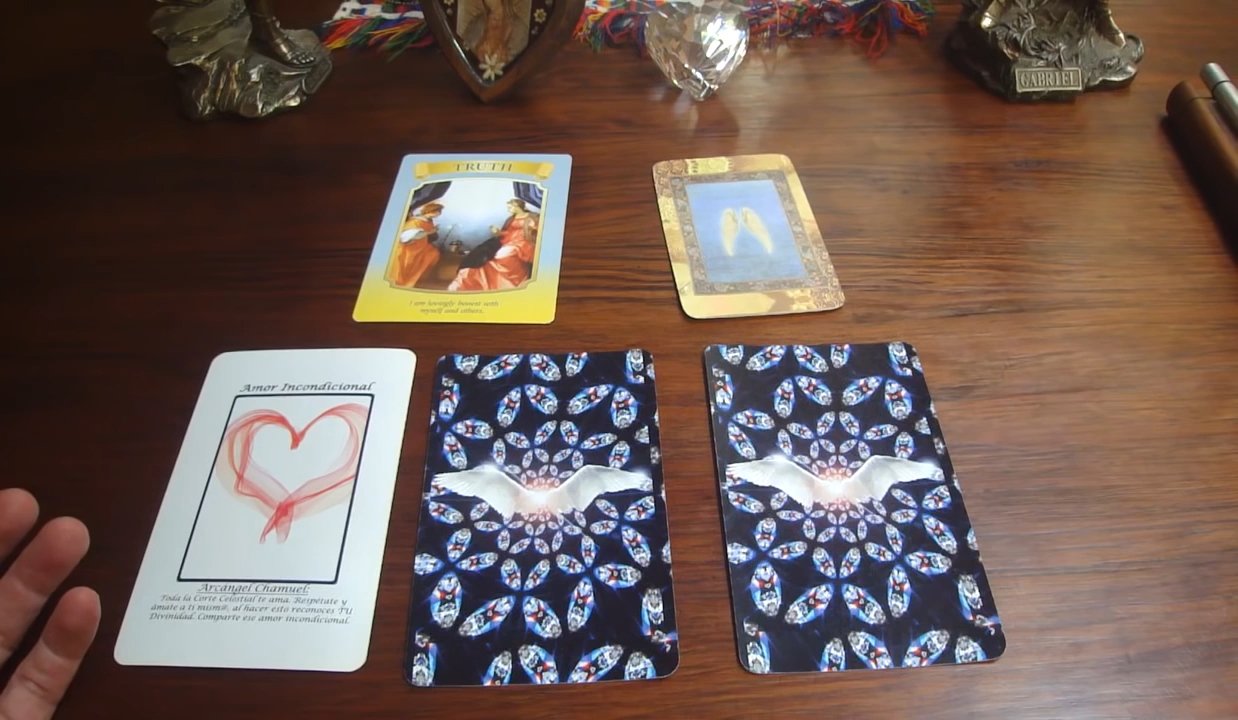 GABRIEL
TRUTH
I am lovingly honest with
myself and others.
Amor Incondicional
Arcángel Chamuel:
Toda la Corte Celestial te ama. Respétate y
ámate a ti mism@, al hacer esto reconoces TU
Divinidad. Comparte ese amor incondicional.